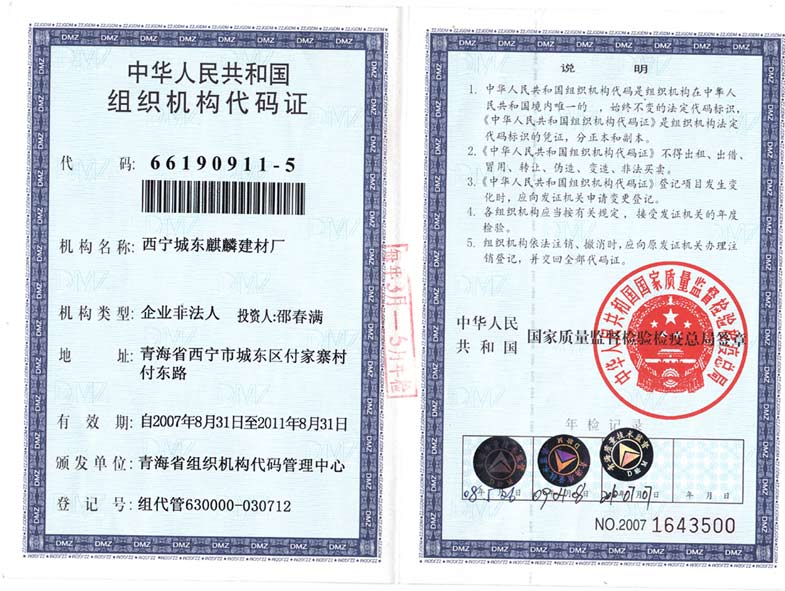 中华人民共和国
组织机构代码证
代 码: 66190911-5
机构名称: 西宁城东麒麟建材厂
机构类型: 企业非法人 投资人:邵春满
地 址: 青海省西宁市城东区付家寨村
付东路
有 效 期: 自2007年8月31日至2011年8月31日
颁发单位: 青海省组织机构代码管理中心
登 记 号: 组代管630000-030712
说 明
1. 中华人民共和国组织机构代码是组织机构在中华人
民共和国境内唯一的 , 始终不变的法定代码标识,
《中华人民共和国组织机构代码证》是组织机构法定
代码标识的凭证, 分正本和副本。
2.《中华人民共和国组织机构代码证》不得出租、出借、
冒用、转让、伪造、变造、非法买卖。
3.《中华人民共和国组织机构代码证》登记项目发生变
化时, 应向发证机关申请变更登记。
4. 各组织机构应当按有关规定 , 接受发证机关的年度
检验。
5. 组织机构依法注销、撤消时, 应向原发证机关办理注
销登记, 并交回全部代码证。
中华人民
共和国 国家质量监督检验检疫总局签章
中华人民共和国国家质量监督检验检疫总局
年检记录
年 月 日
NO.2007 1643500